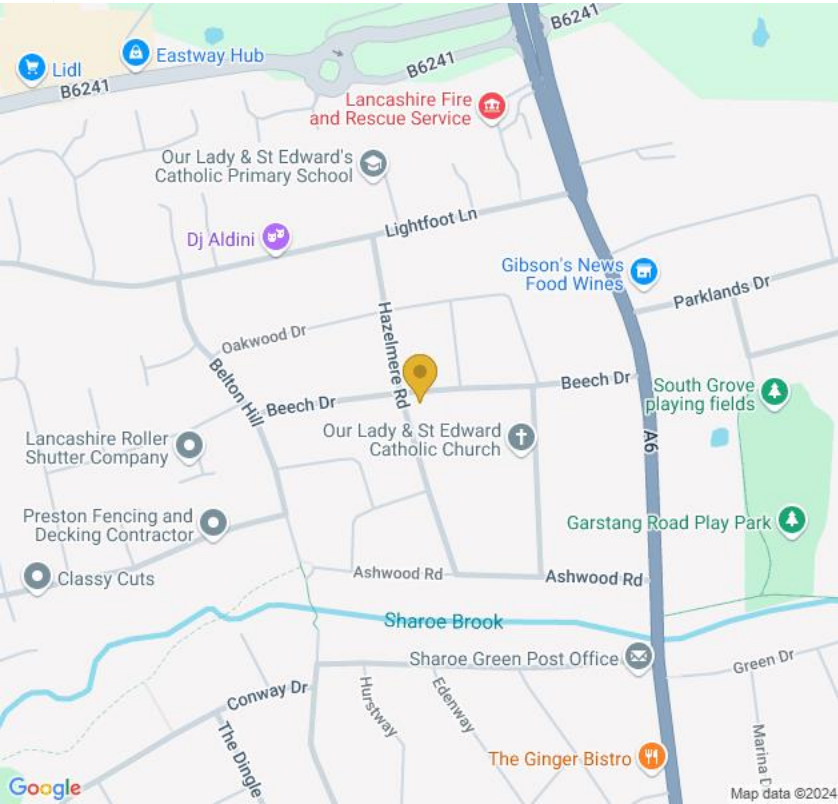 B6241
Eastway Hub
Lidl
B6241
B6241
Lancashire Fire
and Rescue Service
Our Lady & St Edward's
Catholic Primary School
Lightfoot Ln
Dj Aldini
Gibson's News
Food Wines
Parklands Dr
Hazelmere Rd
Oakwood Dr
Belton Hill
Beech Dr
Beech Dr
South Grove
playing fields
A6
Our Lady & St Edward
Catholic Church
Lancashire Roller
Shutter Company
Preston Fencing and
Decking Contractor
Garstang Road Play Park
Classy Cuts
Ashwood Rd
Ashwood Rd
Sharoe Brook
Sharoe Green Post Office
Green Dr
Conway Dr
Hurstway
Edenway
The Dingle
Marina D
The Ginger Bistro
Google
Map data ©2024